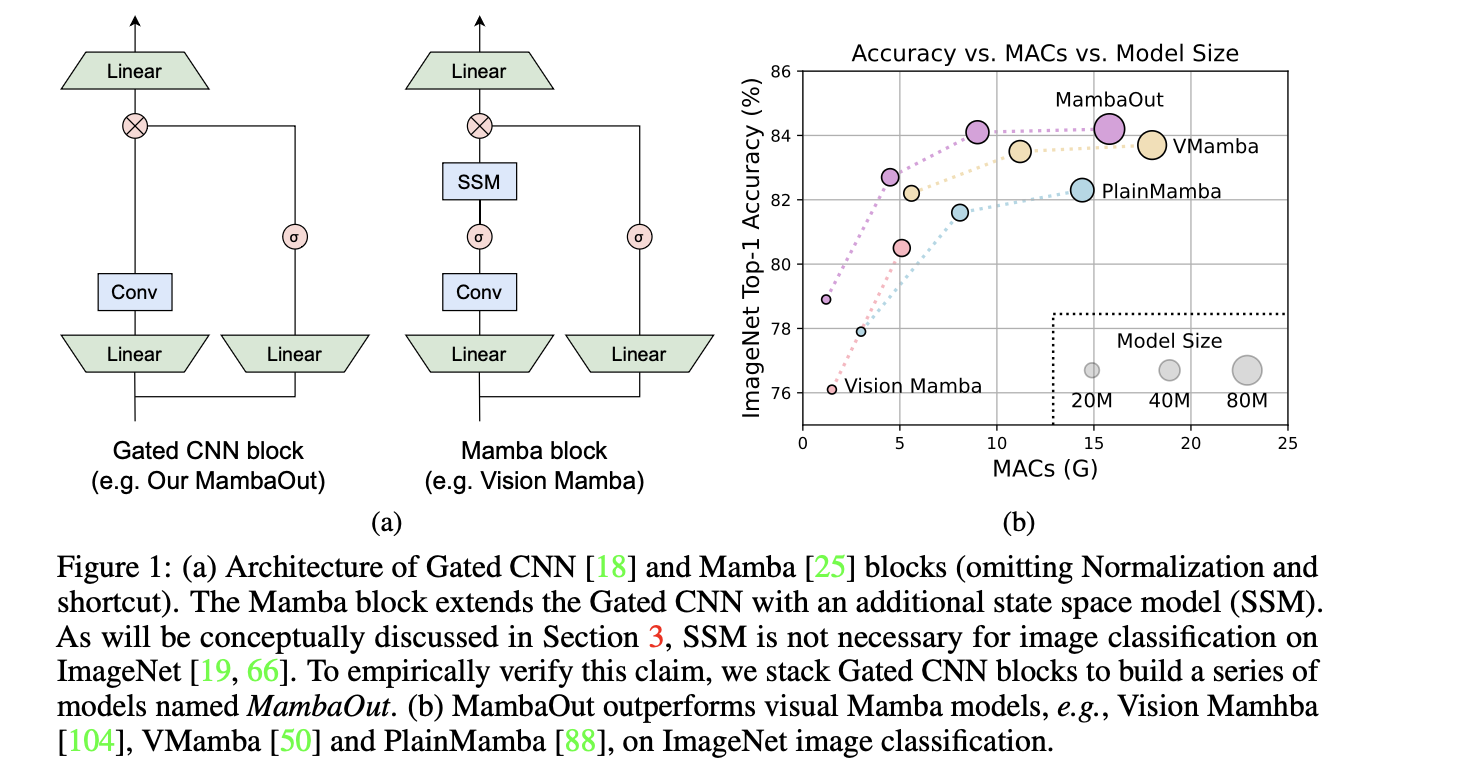 Linear
σ
Conv
Linear
Linear
Gated CNN block
(e.g. Our MambaOut)
Linear
SSM
σ
σ
Conv
Linear
Linear
Mamba block
(e.g. Vision Mamba)
(a)
Accuracy vs. MACs vs. Model Size
ImageNet Top-1 Accuracy (%)
86
84
82
80
78
76
MambaOut
VMamba
PlainMamba
Vision Mamba
Model Size
20M 40M 80M
0 5 10 15 20 25
MACs (G)
(b)
Figure 1: (a) Architecture of Gated CNN [18] and Mamba [25] blocks (omitting Normalization and
shortcut). The Mamba block extends the Gated CNN with an additional state space model (SSM).
As will be conceptually discussed in Section 3, SSM is not necessary for image classification on
ImageNet [19, 66]. To empirically verify this claim, we stack Gated CNN blocks to build a series of
models named MambaOut. (b) MambaOut outperforms visual Mamba models, e.g., Vision Mamhba
[104], VMamba [50] and PlainMamba [88], on ImageNet image classification.